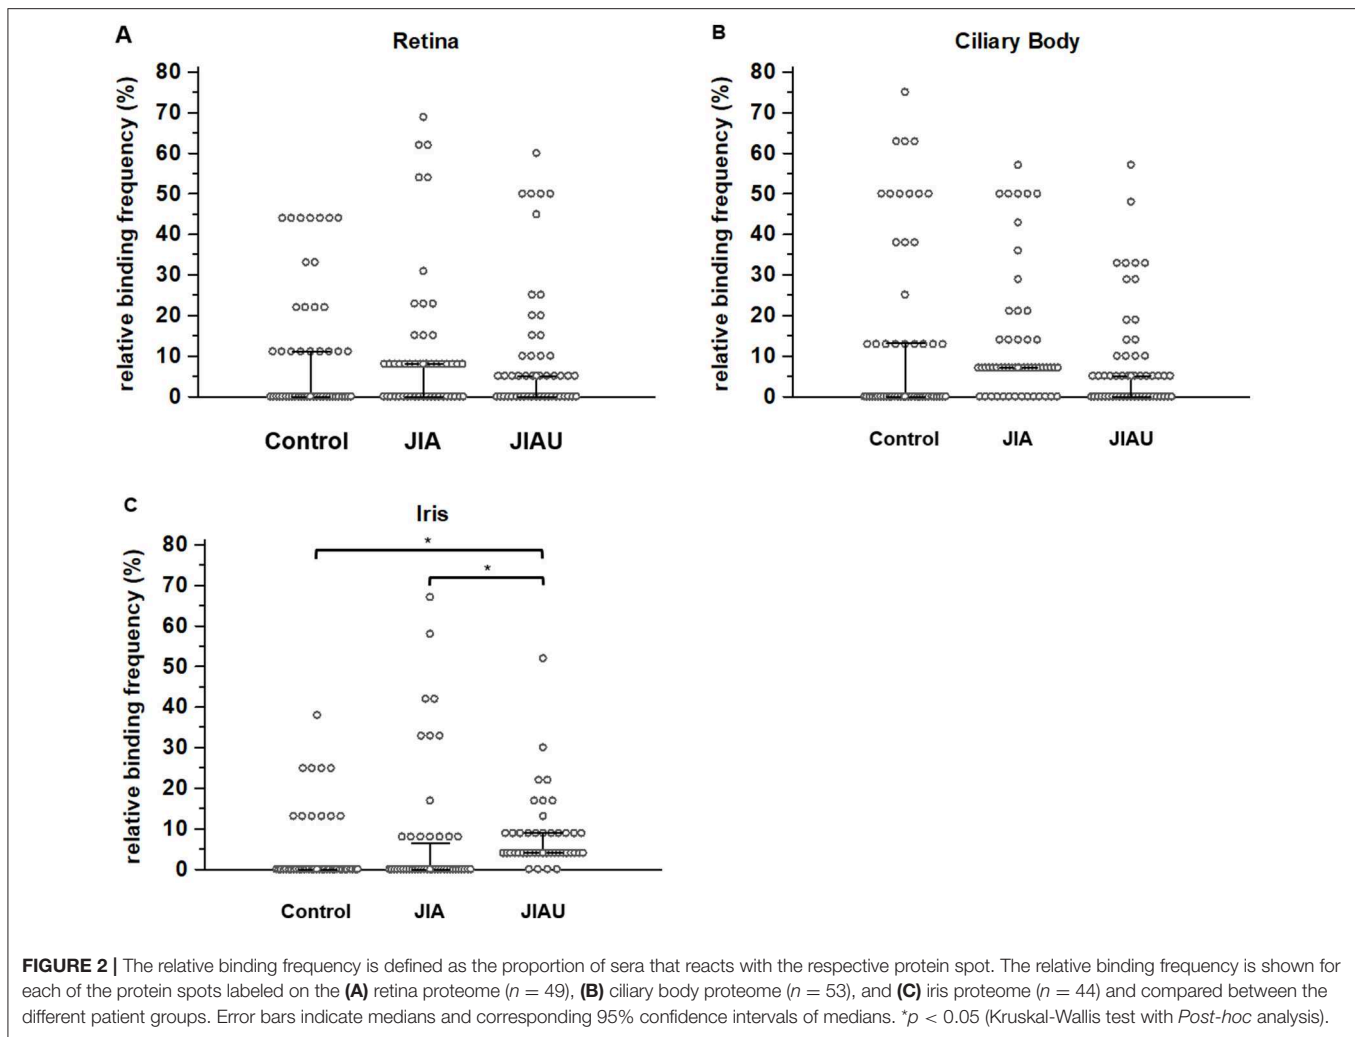 A
Retina
relative binding frequency (%)
80
70
60
50
40
30
20
10
0
Control JIA JIAU
B
Ciliary Body
relative binding frequency (%)
80
70
60
50
40
30
20
10
0
Control JIA JIAU
C
Iris
relative binding frequency (%)
80
70
60
50
40
30
20
10
0
*
*
Control JIA JIAU
FIGURE 2 | The relative binding frequency is defined as the proportion of sera that reacts with the respective protein spot. The relative binding frequency is shown for
each of the protein spots labeled on the (A) retina proteome (n = 49), (B) ciliary body proteome (n = 53), and (C) iris proteome (n = 44) and compared between the
different patient groups. Error bars indicate medians and corresponding 95% confidence intervals of medians. *p < 0.05 (Kruskal-Wallis test with Post-hoc analysis).